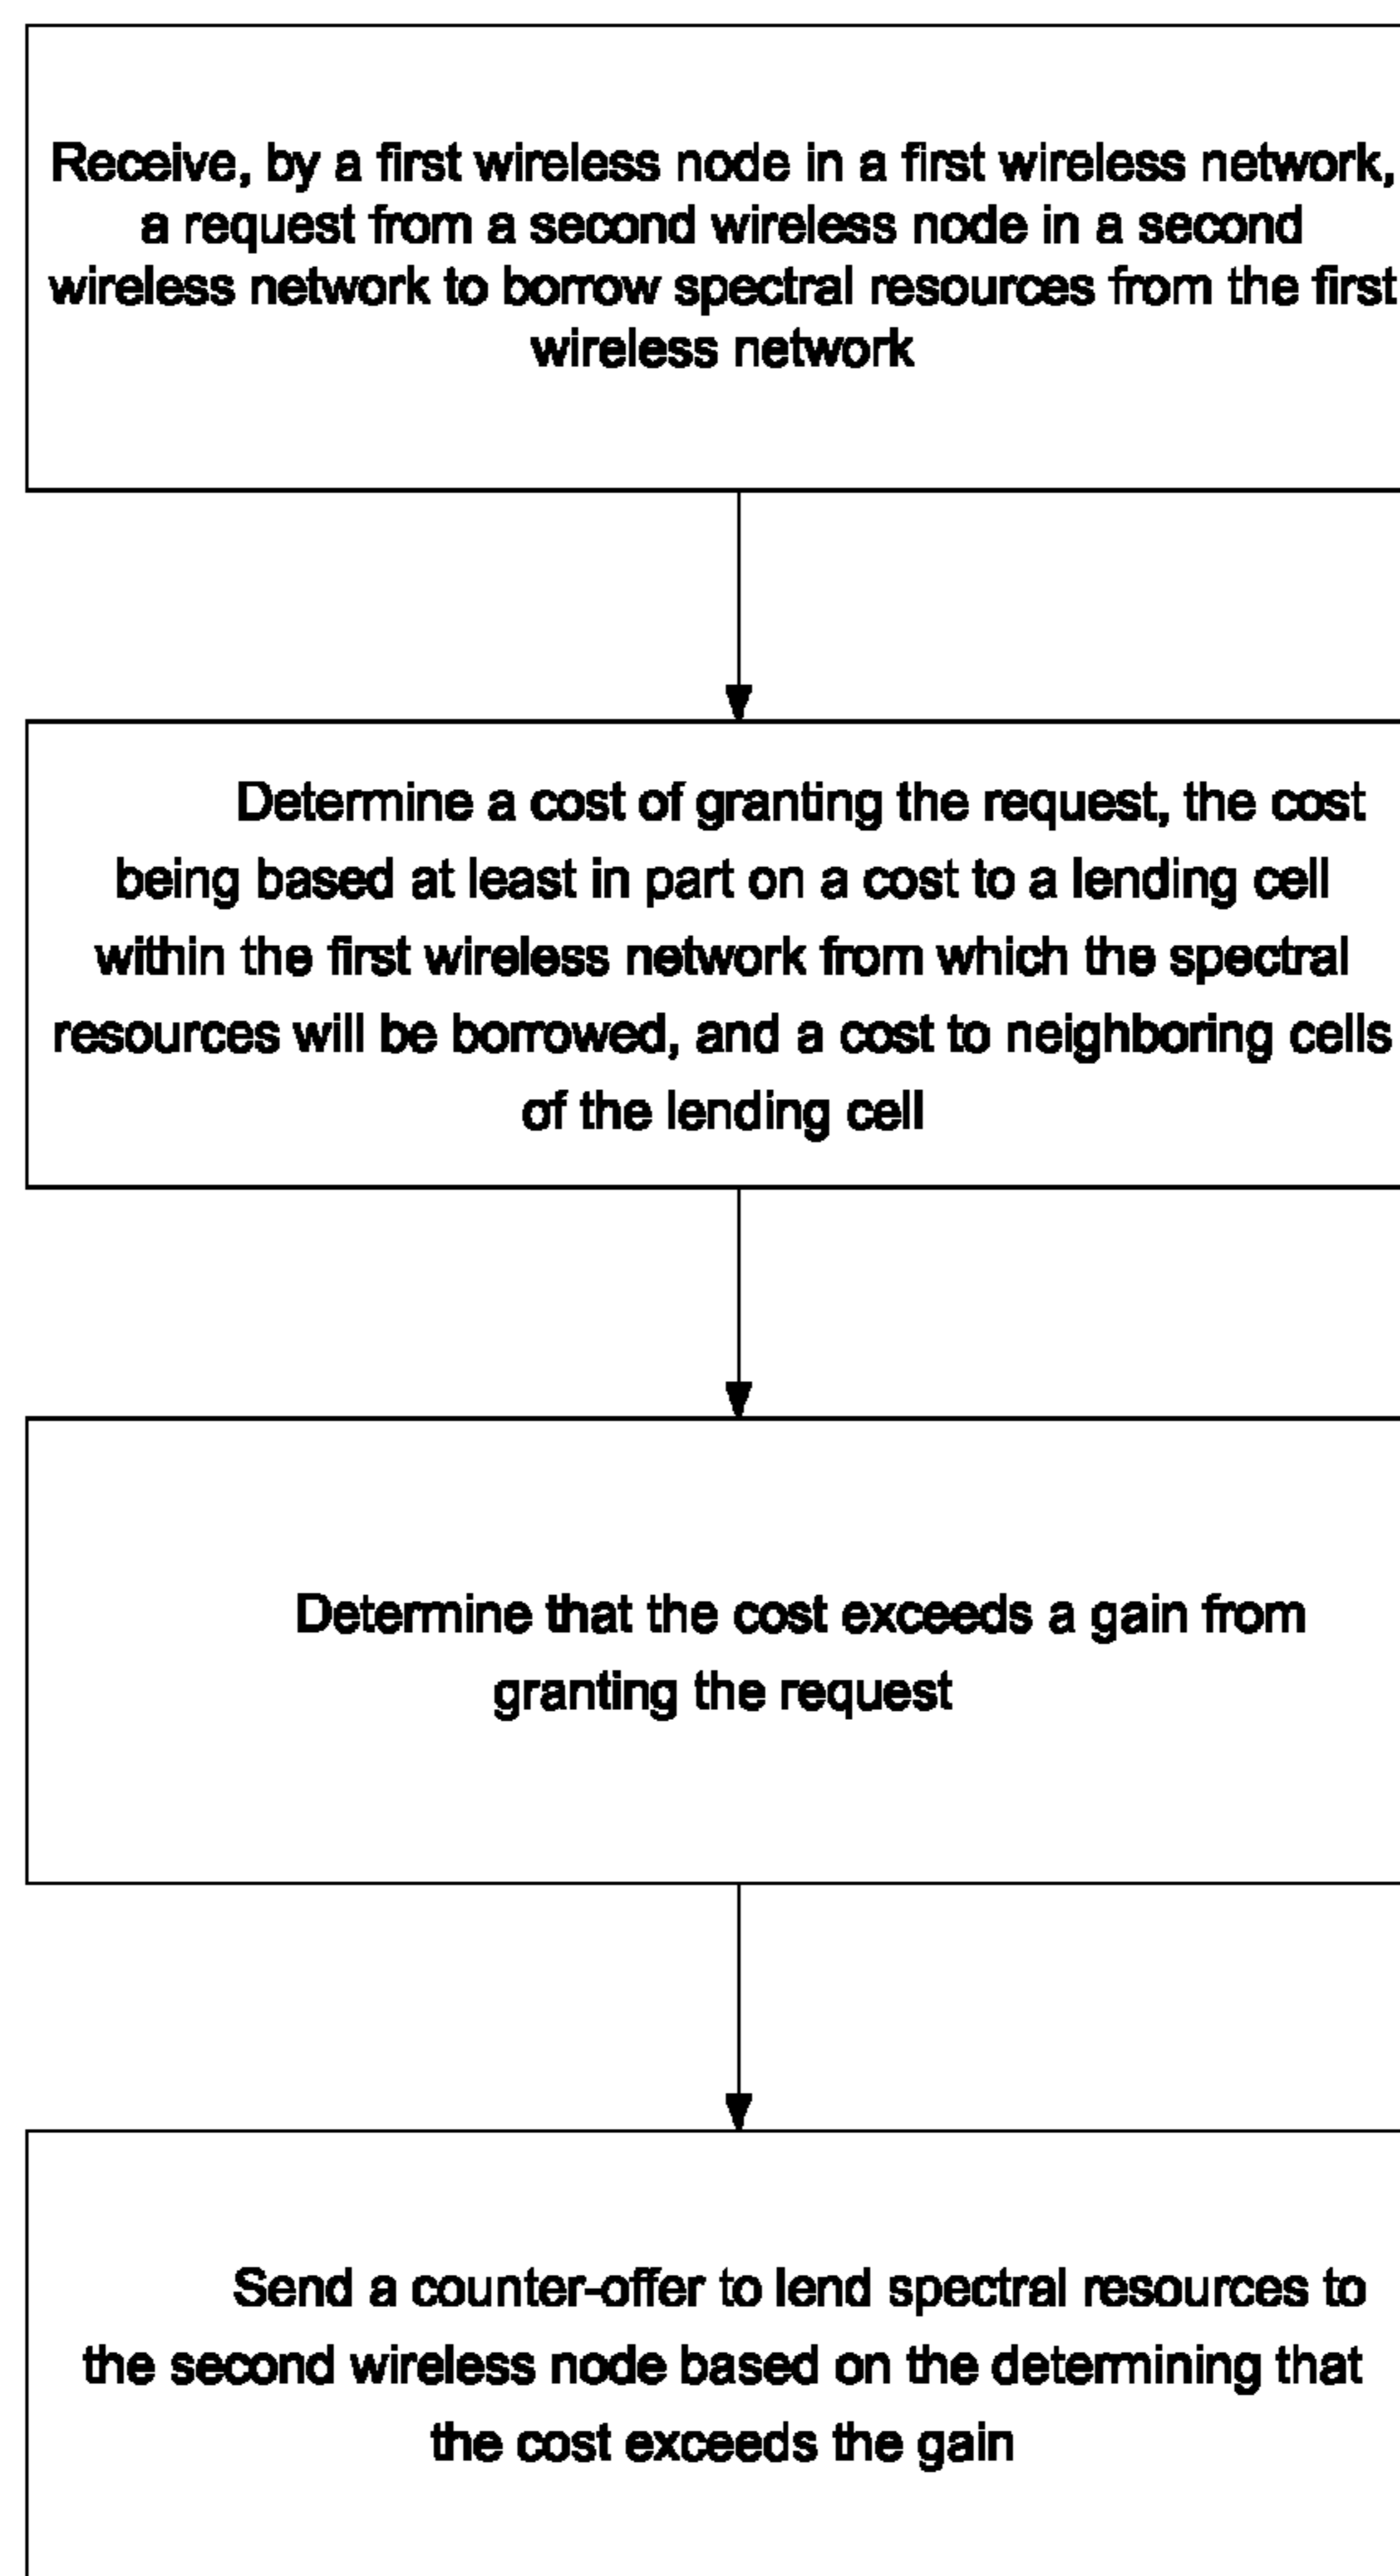 Receive, by a first wireless node in a first wireless network,
a request from a second wireless node in a second
wireless network to borrow spectral resources from the first
wireless network
Determine a cost of granting the request, the cost
being based at least in part on a cost to a lending cell
within the first wireless network from which the spectral
resources will be borrowed, and a cost to neighboring cells
of the lending cell
Determine that the cost exceeds a gain from
granting the request
Send a counter-offer to lend spectral resources to
the second wireless node based on the determining that
the cost exceeds the gain